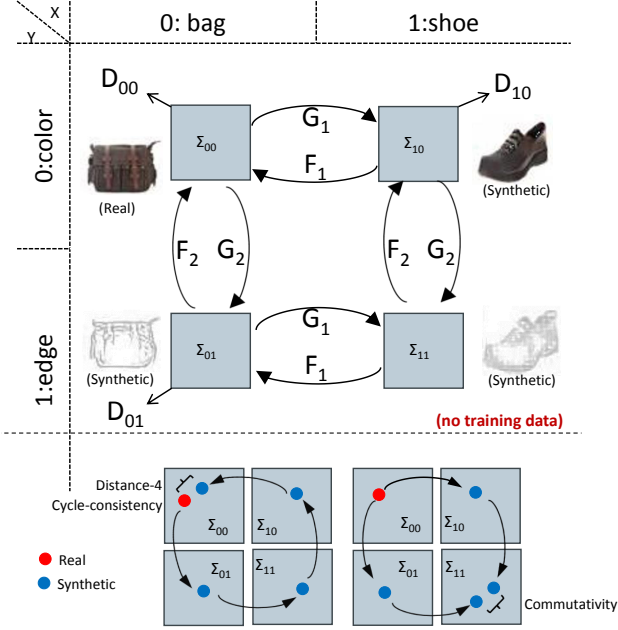 X
Y
0: bag
1:shoe
0:color
1:edge
D00
D10
Σ00
G1
Σ10
F1
(Real)
(Synthetic)
F2 G2
F2 G2
Σ01
G1
Σ11
F1
(Synthetic)
(Synthetic)
D01
(no training data)
Distance-4
Cycle-consistency
Real
Synthetic
Σ00 Σ10
Σ01 Σ11
Σ00 Σ10
Σ01 Σ11
Commutativity